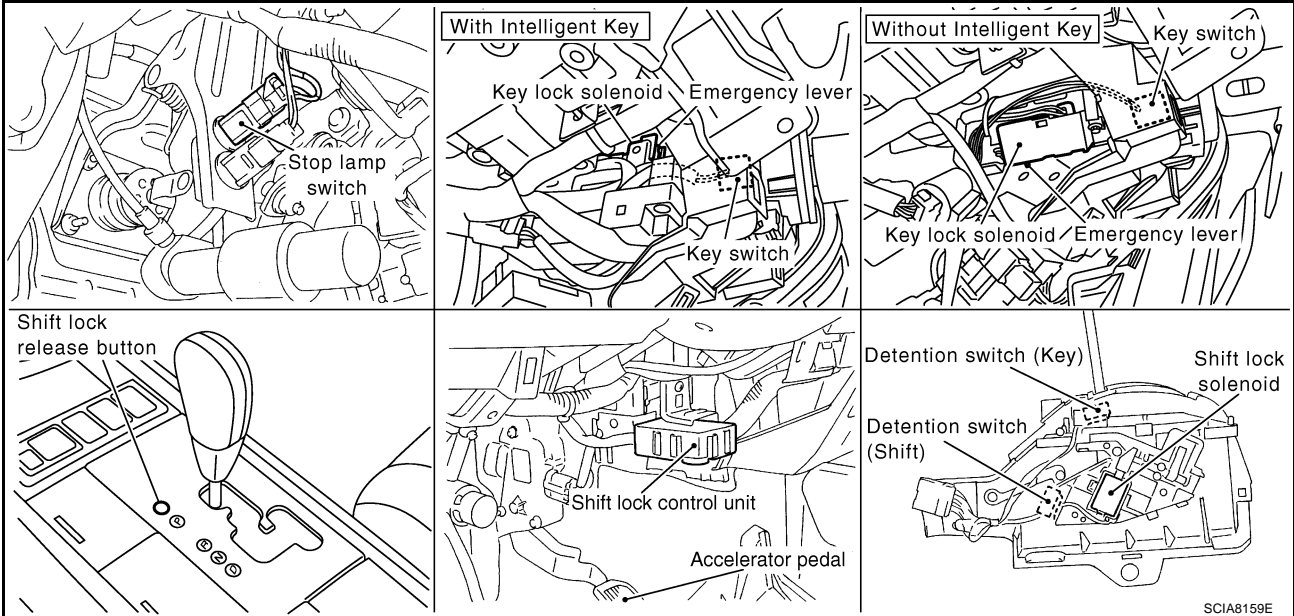 Stop lamp
switch
With Intelligent Key
Key lock solenoid
Emergency lever
Key switch
Without Intelligent Key
Key switch
Key lock solenoid
Emergency lever
Shift lock
release button
P
R
N
D
Shift lock control unit
Accelerator pedal
Detention switch (Key)
Shift lock
solenoid
Detention switch
(Shift)
SCIA8159E